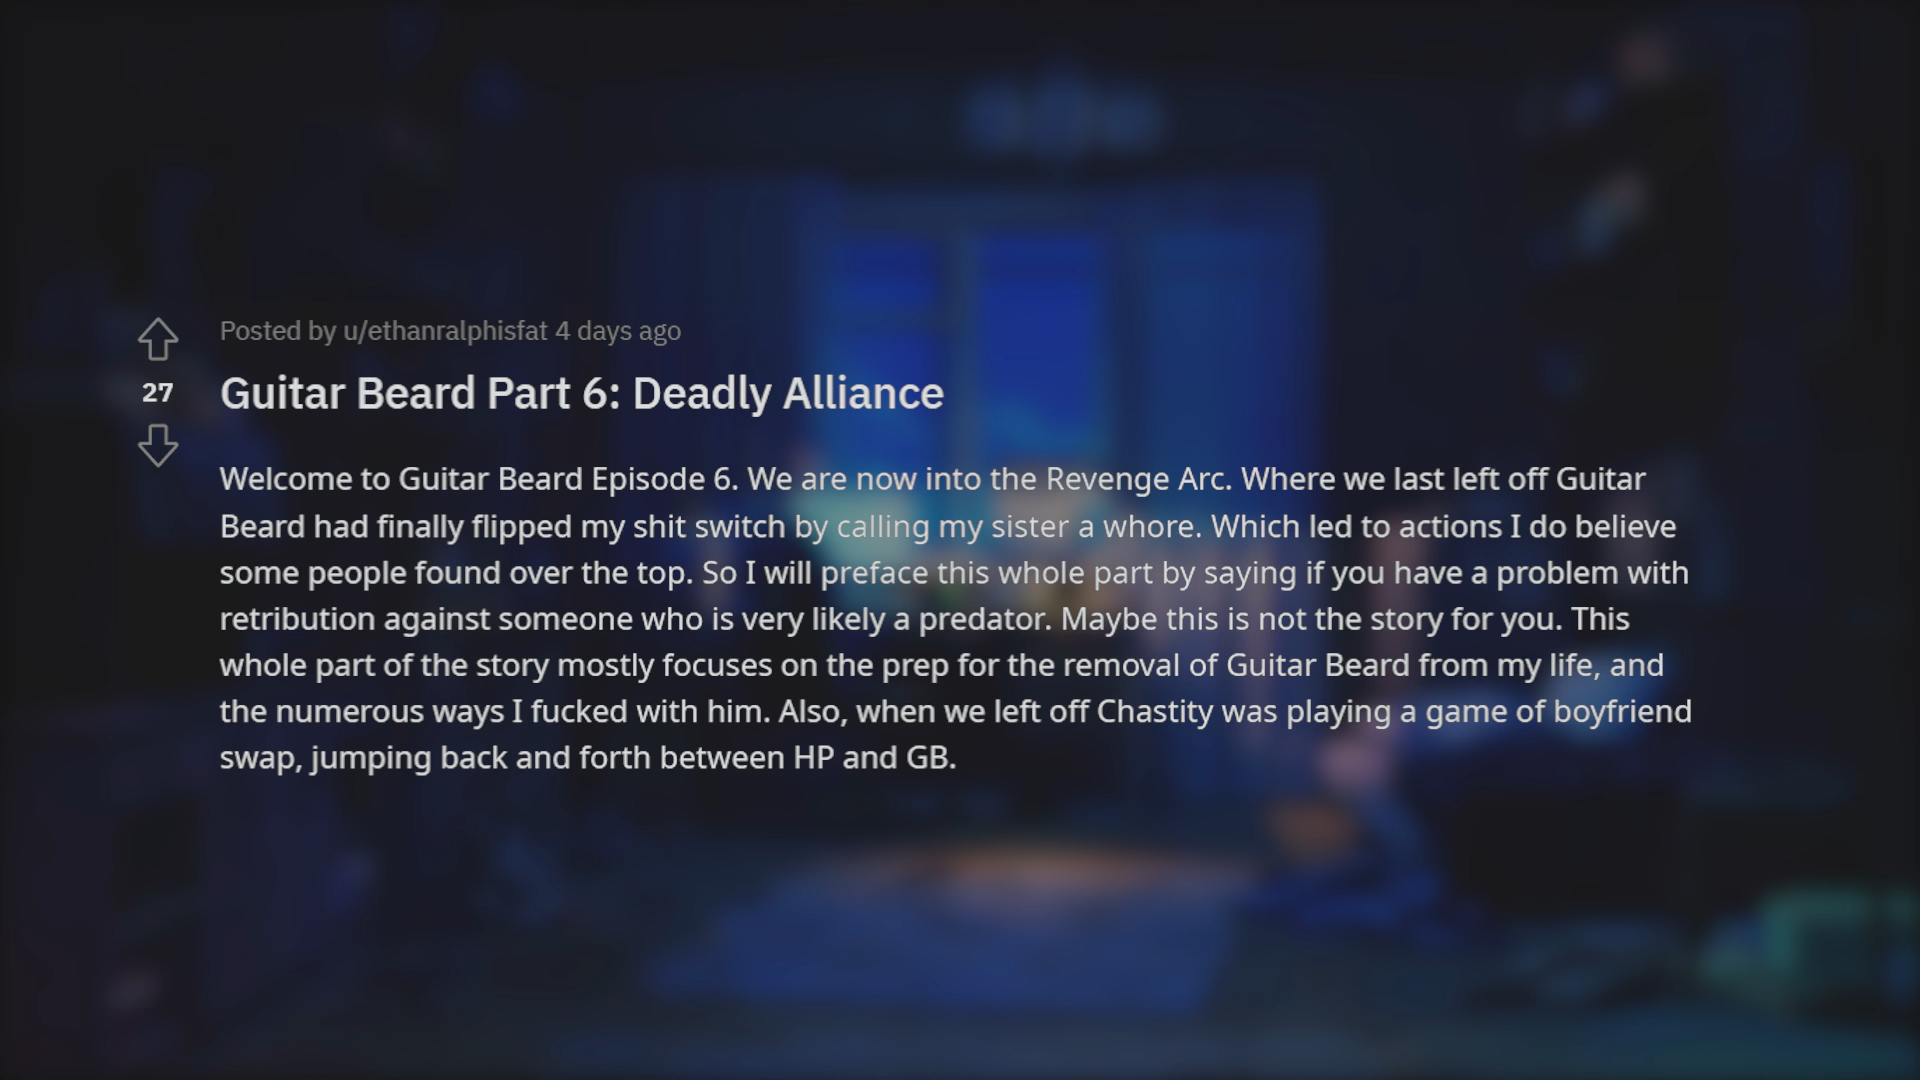 Posted by u/ethanralphisfat 4 days ago
27
Guitar Beard Part 6: Deadly Alliance
Welcome to Guitar Beard Episode 6. We are now into the Revenge Arc. Where we last left off Guitar
Beard had finally flipped my shit switch by calling my sister a whore. Which led to actions I do believe
some people found over the top. So I will preface this whole part by saying if you have a problem with
retribution against someone who is very likely a predator. Maybe this is not the story for you. This
whole part of the story mostly focuses on the prep for the removal of Guitar Beard from my life, and
the numerous ways I fucked with him. Also, when we left off Chastity was playing a game of boyfriend
swap, jumping back and forth between HP and GB.